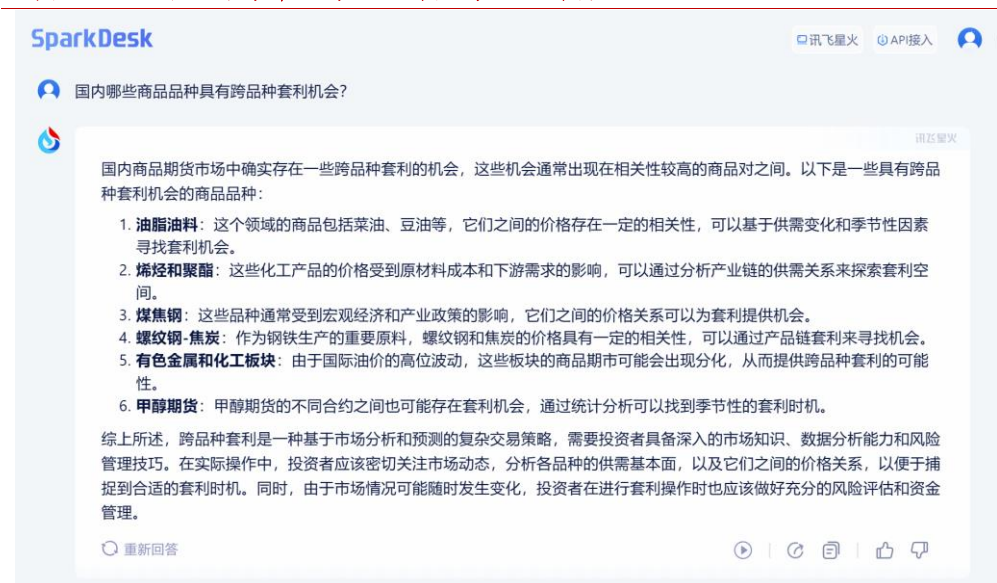 SparkDesk
讯飞星火 API接入
国内哪些商品品种具有跨品种套利机会?
讯飞星火
国内商品期货市场中确实存在一些跨品种套利的机会，这些机会通常出现在相关性较高的商品对之间。以下是一些具有跨品
种套利机会的商品品种：
1. 油脂油料：这个领域的商品包括菜油、豆油等，它们之间的价格存在一定的相关性，可以基于供需变化和季节性因素
寻找套利机会。
2. 烯烃和聚酯：这些化工产品的价格受到原材料成本和下游需求的影响，可以通过分析产业链的供需关系来探索套利空
间。
3. 煤焦钢：这些品种通常受到宏观经济和产业政策的影响，它们之间的价格关系可以为套利提供机会。
4. 螺纹钢-焦炭：作为钢铁生产的重要原料，螺纹钢和焦炭的价格具有一定的相关性，可以通过产品链套利来寻找机会。
5. 有色金属和化工板块：由于国际油价的高位波动，这些板块的商品期市可能会出现分化，从而提供跨品种套利的可能
性。
6. 甲醇期货：甲醇期货的不同合约之间也可能存在套利机会，通过统计分析可以找到季节性的套利时机。
综上所述，跨品种套利是一种基于市场分析和预测的复杂交易策略，需要投资者具备深入的市场知识、数据分析能力和风险
管理技巧。在实际操作中，投资者应该密切关注市场动态，分析各品种的供需基本面，以及它们之间的价格关系，以便于捕
捉到合适的套利时机。同时，由于市场情况可能随时发生变化，投资者在进行套利操作时也应该做好充分的风险评估和资金
管理。
重新回答